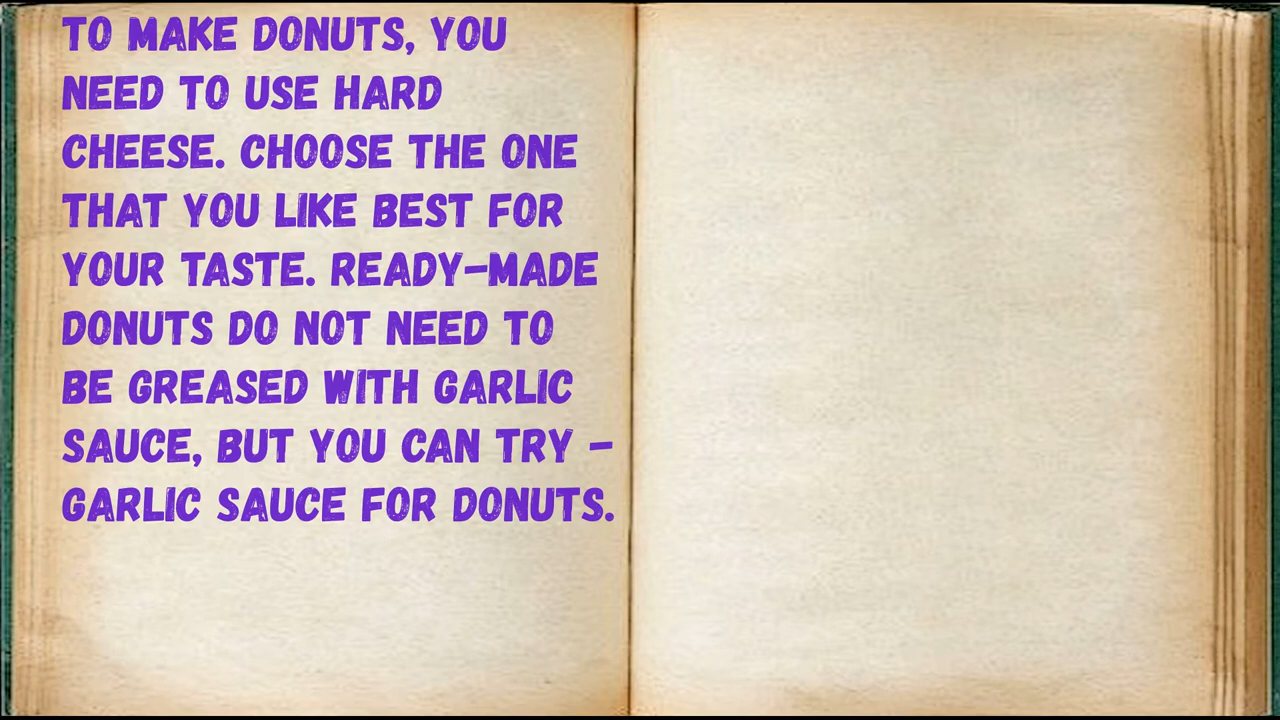 TO MAKE DONUTS, YOU
NEED TO USE HARD
CHEESE. CHOOSE THE ONE
THAT YOU LIKE BEST FOR
YOUR TASTE. READY-MADE
DONUTS DO NOT NEED TO
BE GREASED WITH GARLIC
SAUCE, BUT YOU CAN TRY -
GARLIC SAUCE FOR DONUTS.